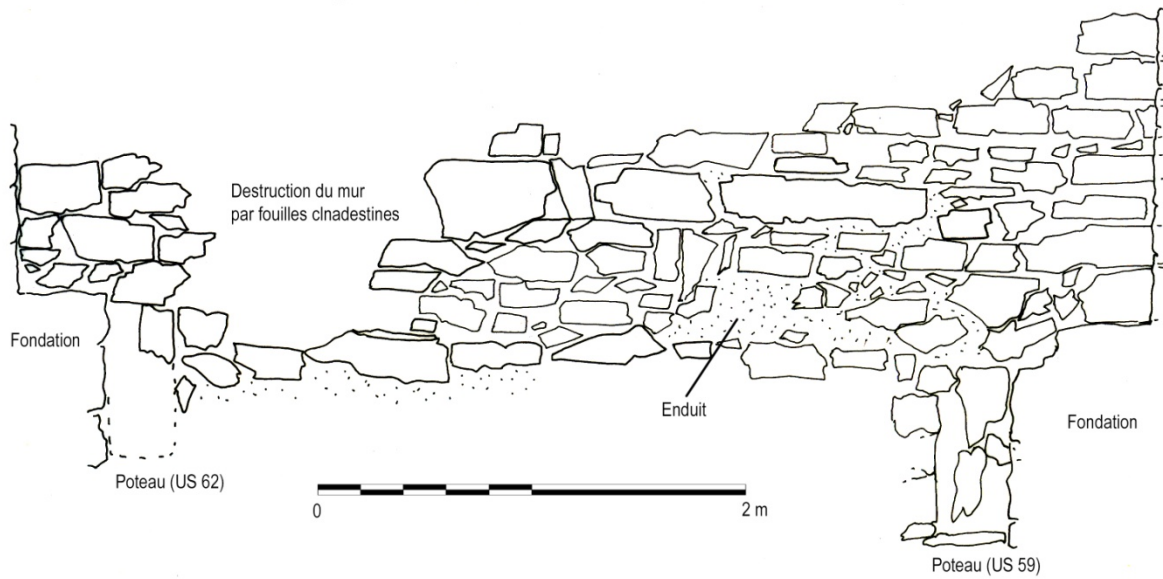 Destruction du mur
par fouilles clnadestines
Fondation
Enduit
Fondation
Poteau (US 62)
0
2 m
Poteau (US 59)